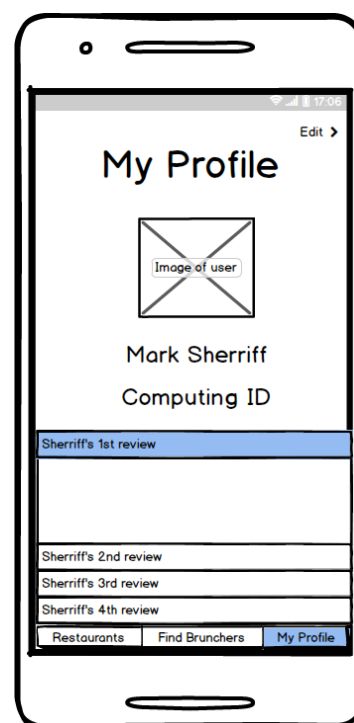 17:06
Edit >
My Profile
Image of user
Mark Sherriff
Computing ID
Sherriff's 1st review
Sherriff's 2nd review
Sherriff's 3rd review
Sherriff's 4th review
Restaurants Find Brunchers My Profile